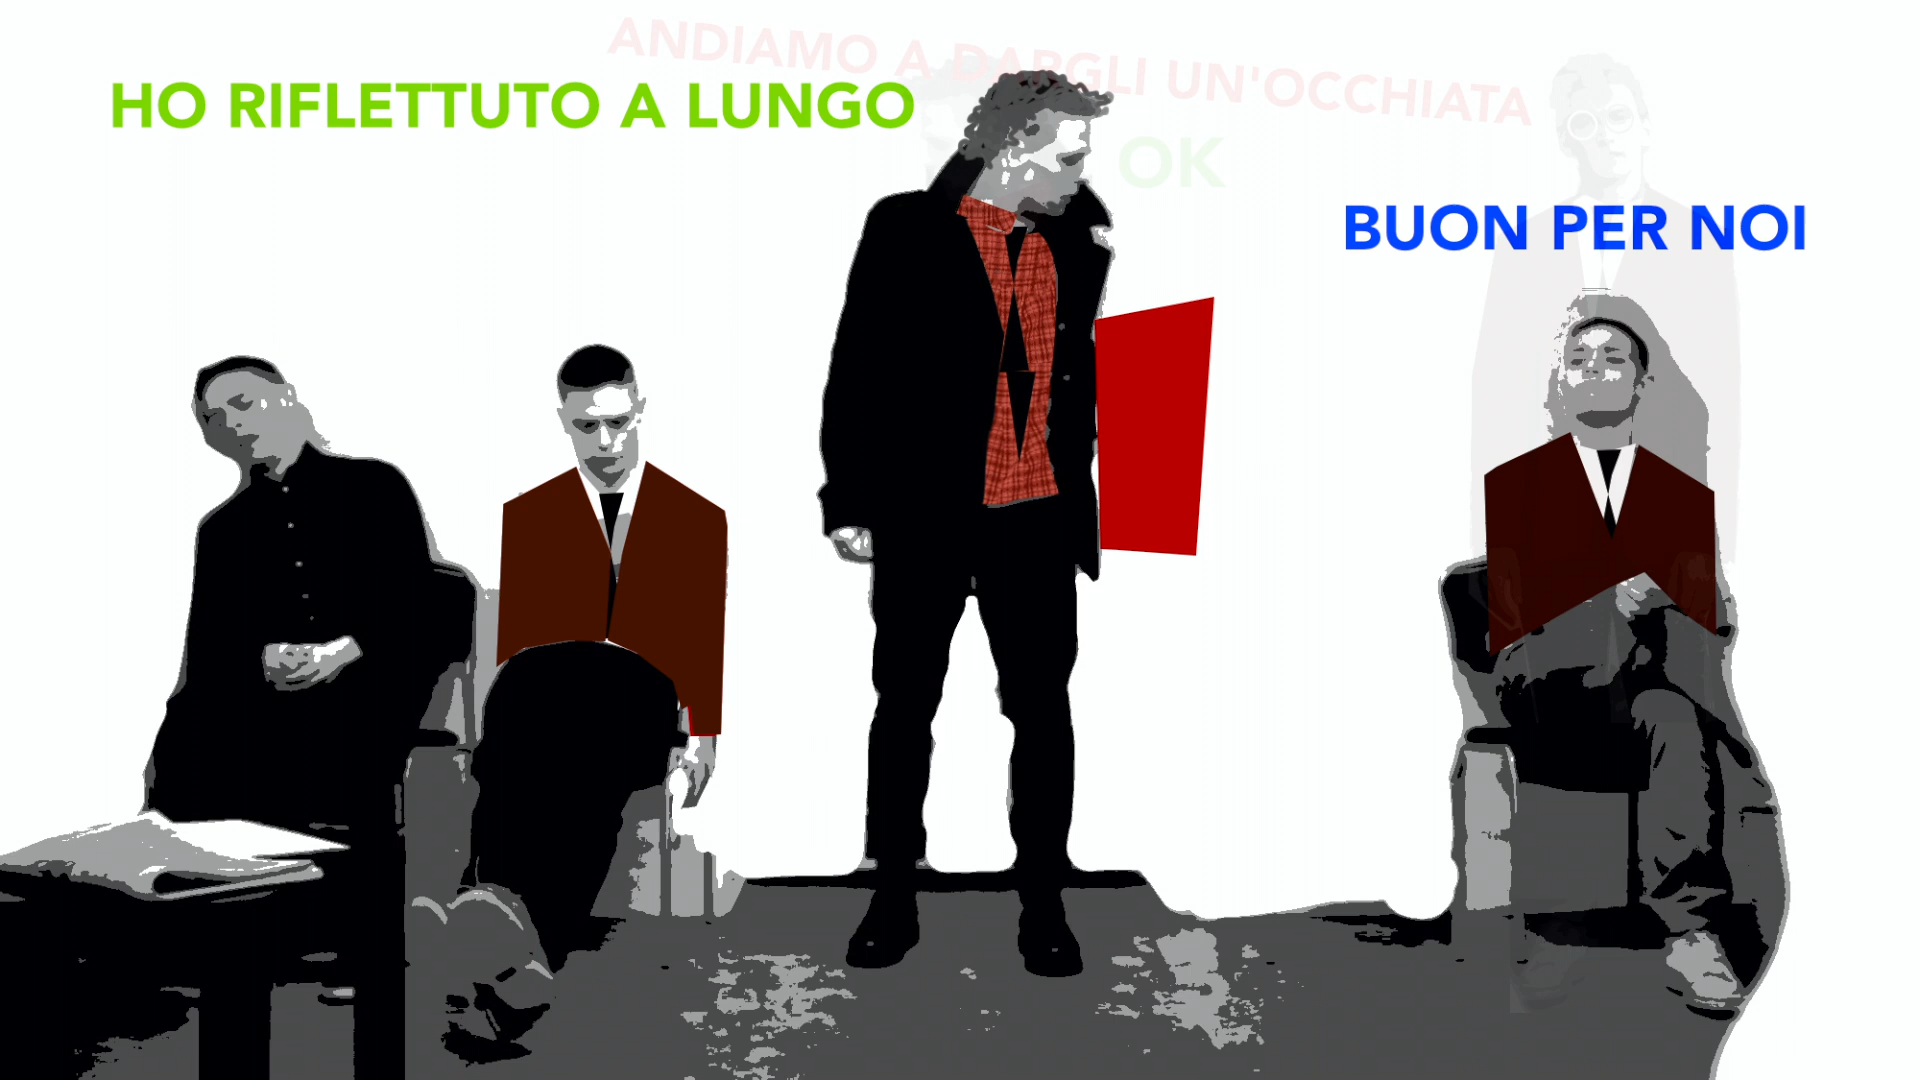 ANDIAMO A DARGLI UN'OCCHIATA
HO RIFLETTUTO A LUNGO
OK
BUON PER NOI